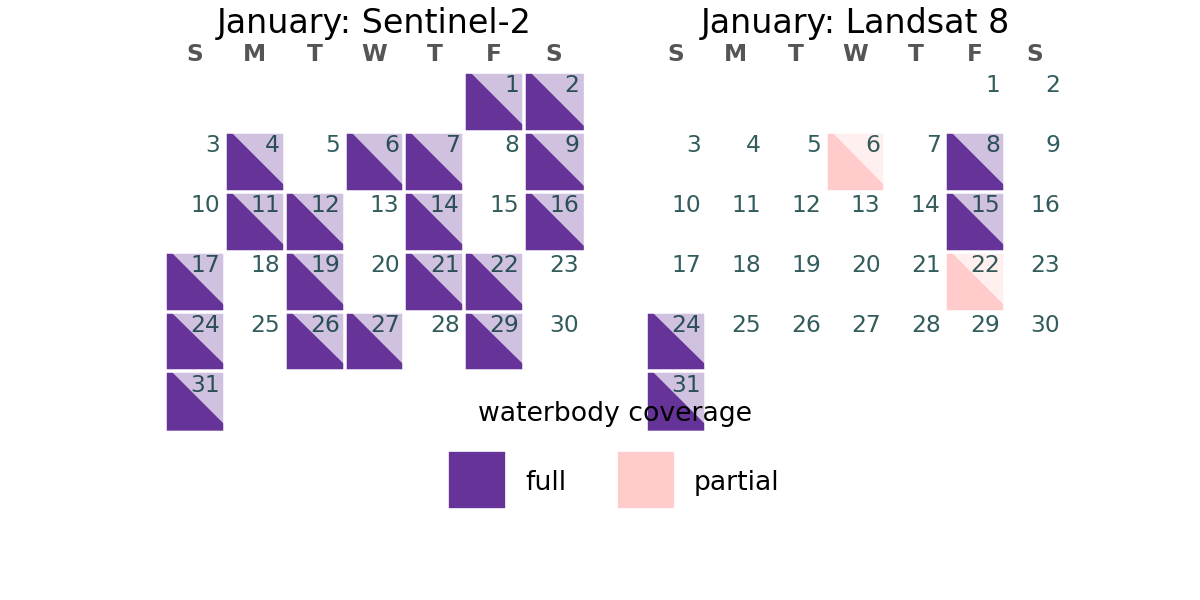 January: Sentinel-2
S M T W T F S
1 2
3 4 5 6 7 8 9
10 11 12 13 14 15 16
17 18 19 20 21 22 23
24 25 26 27 28 29 30
31
January: Landsat 8
S M T W T F S
1 2
3 4 5 6 7 8 9
10 11 12 13 14 15 16
17 18 19 20 21 22 23
24 25 26 27 28 29 30
31
waterbody coverage
full
partial